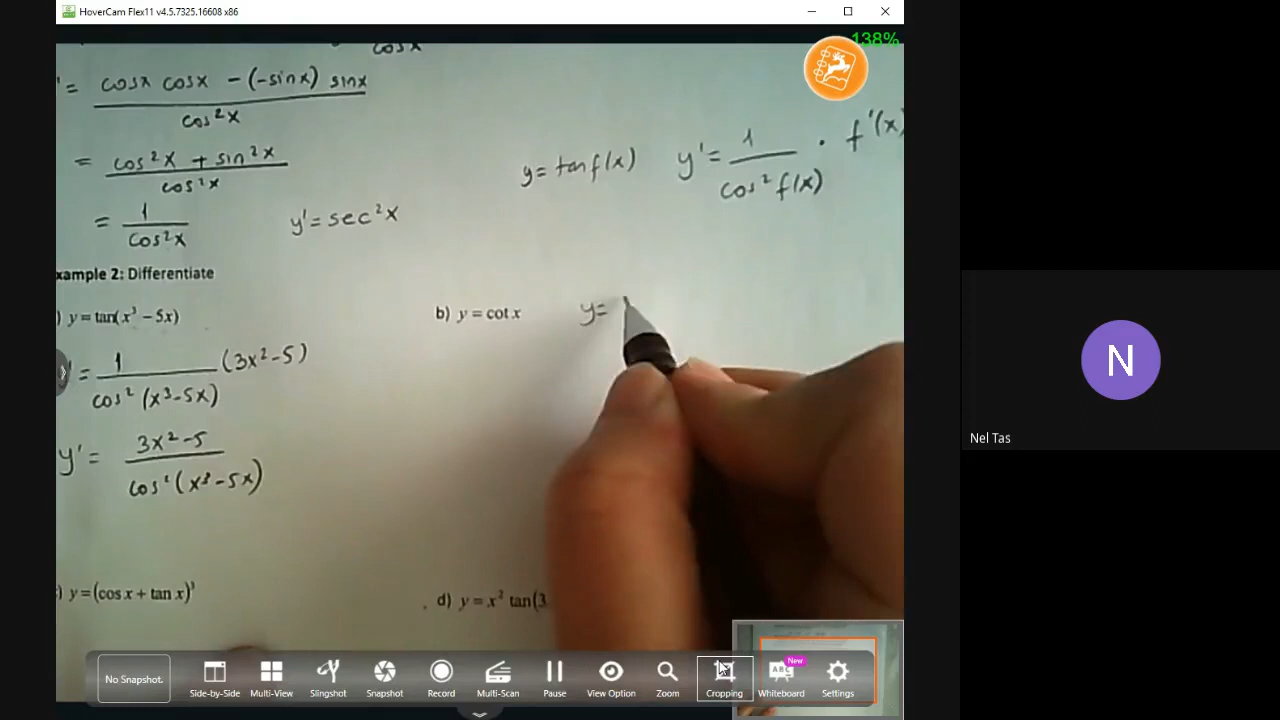 HoverCam Flex11 v4.5.7325.16608 x86
138%
cosx
' = cosx cosx - (-sinx) sinx
cos²x
= cos²x + sin²x
cos²x
= 1
cos²x
y' = sec²x
y = tan f(x)
y' = 1 · f'(x)
cos² f(x)
xample 2: Differentiate
) y = tan(x³ − 5x)
b) y = cot x
y=
' = 1 (3x²-5)
cos² (x³-5x)
y' = 3x²-5
cos² (x³-5x)
) y = (cos x + tan x)³
d) y = x² tan(3
Nel Tas
N
No Snapshot.
Side-by-Side
Multi-View
Slingshot
Snapshot
Record
Multi-Scan
Pause
View Option
Zoom
Cropping
New
ABC
Whiteboard
Settings